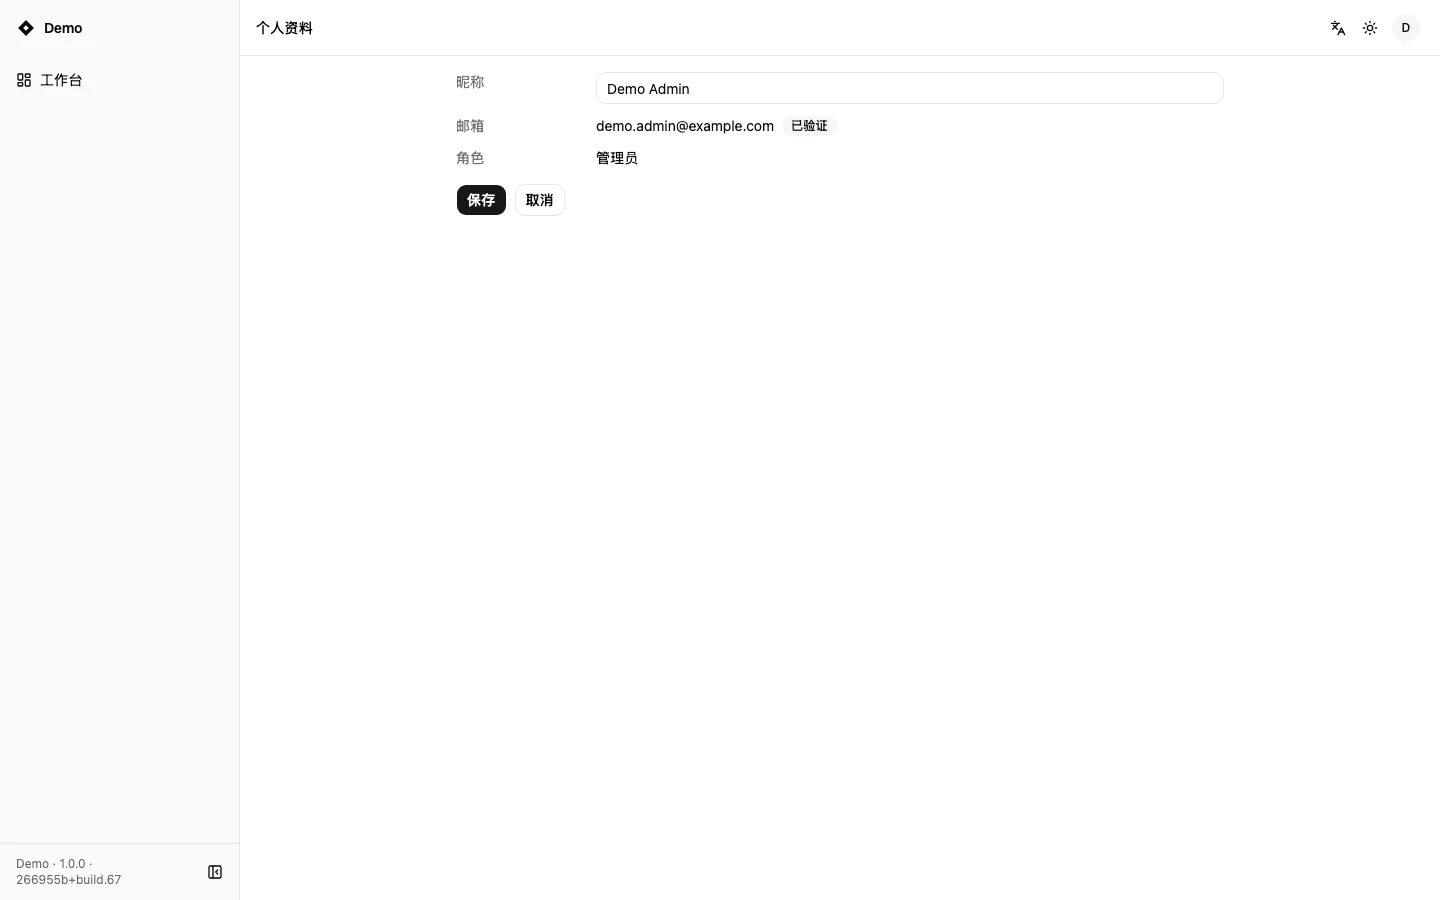 Demo
工作台
个人资料
D
昵称
Demo Admin
邮箱
demo.admin@example.com 已验证
角色
管理员
保存 取消
Demo · 1.0.0 ·
266955b+build.67